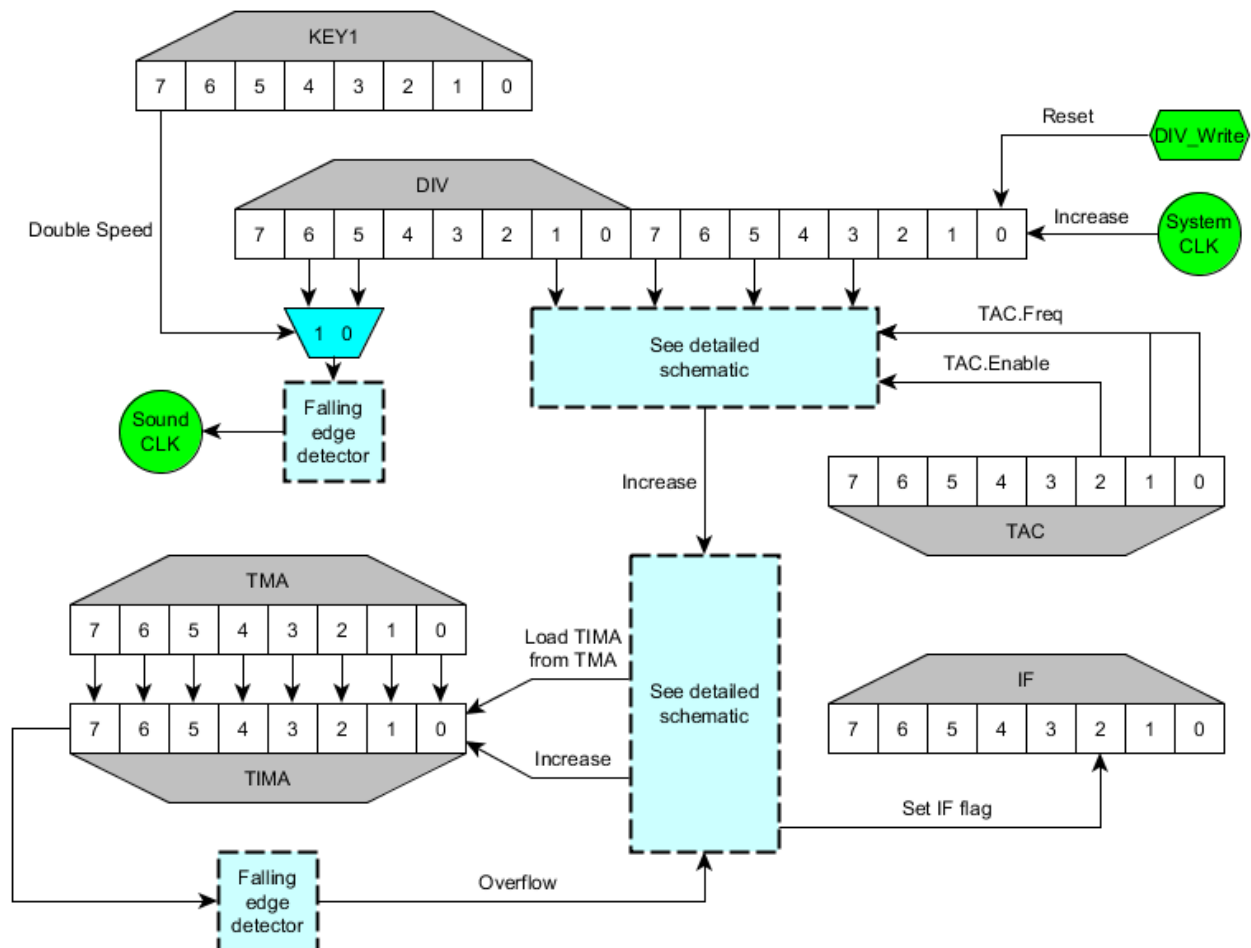 KEY1
7 6 5 4 3 2 1 0
Reset
DIV_Write
DIV
Double Speed
7 6 5 4 3 2 1 0 7 6 5 4 3 2 1 0
Increase
System
CLK
1 0
See detailed
schematic
TAC.Freq
TAC.Enable
Falling
edge
detector
Sound
CLK
Increase
7 6 5 4 3 2 1 0
TAC
TMA
7 6 5 4 3 2 1 0
Load TIMA
from TMA
See detailed
schematic
IF
7 6 5 4 3 2 1 0
7 6 5 4 3 2 1 0
TIMA
Increase
Set IF flag
Falling
edge
detector
Overflow